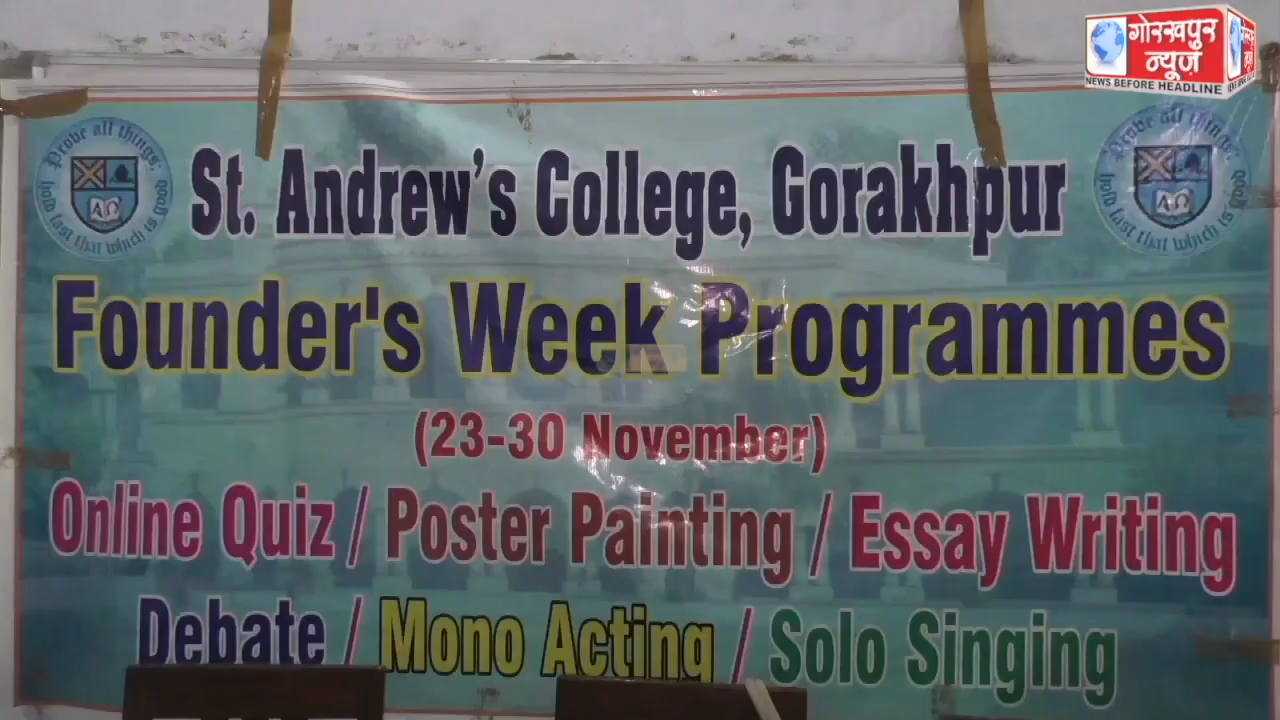 गोरखपुर
न्यूज़
NEWS BEFORE HEADLINE
Prove all things:
hold fast that which is good
ΑΩ
Prove all things:
hold fast that which is good
ΑΩ
St. Andrew's College, Gorakhpur
Founder's Week Programmes
(23-30 November)
Online Quiz / Poster Painting / Essay Writing
Debate / Mono Acting / Solo Singing